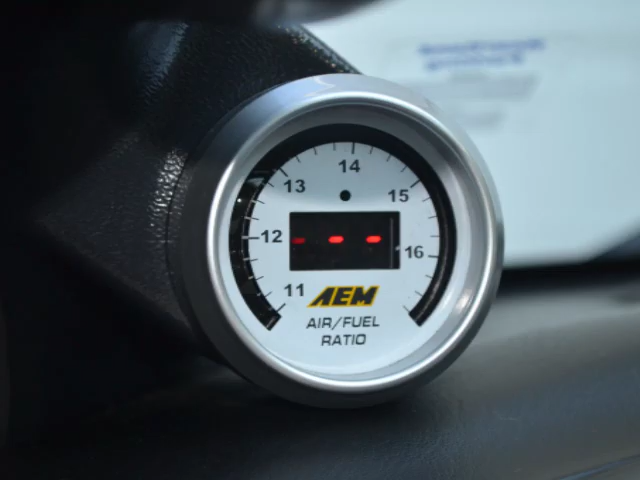 14
13
15
12
---
16
11
AEM
AIR/FUEL
RATIO